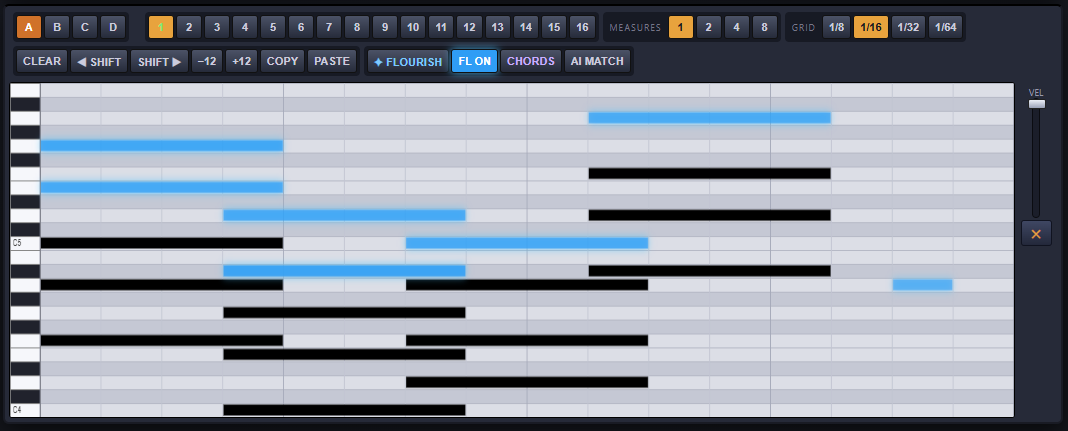 A B C D 1 2 3 4 5 6 7 8 9 10 11 12 13 14 15 16 MEASURES 1 2 4 8 GRID 1/8 1/16 1/32 1/64
CLEAR ◀ SHIFT SHIFT ▶ −12 +12 COPY PASTE ✦ FLOURISH FL ON CHORDS AI MATCH
VEL
C5
✕
C4